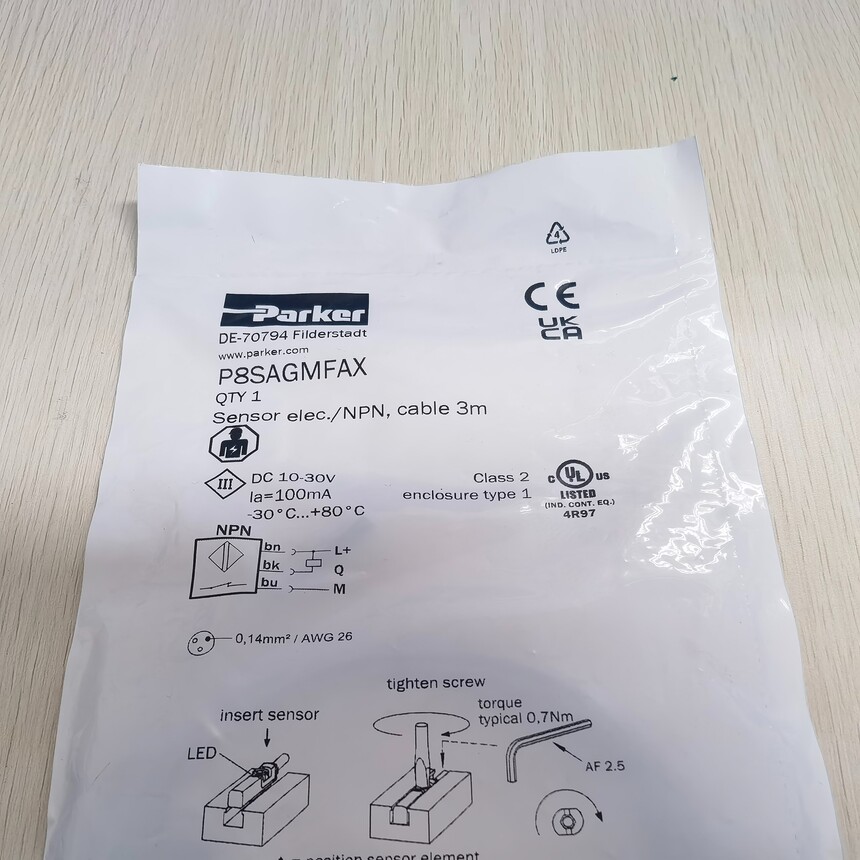 4
LDPE
CE
UK
CA
Parker
DE-70794 Filderstadt
www.parker.com
P8SAGMFAX
QTY 1
Sensor elec./NPN, cable 3m
III
DC 10-30V
Ia=100mA
-30°C...+80°C
Class 2
enclosure type 1
C UL US
LISTED
(IND. CONT. EQ.)
4R97
NPN
bn L+
bk Q
bu M
0,14mm² / AWG 26
tighten screw
insert sensor
torque
typical 0,7Nm
LED
AF 2.5
= position sensor element